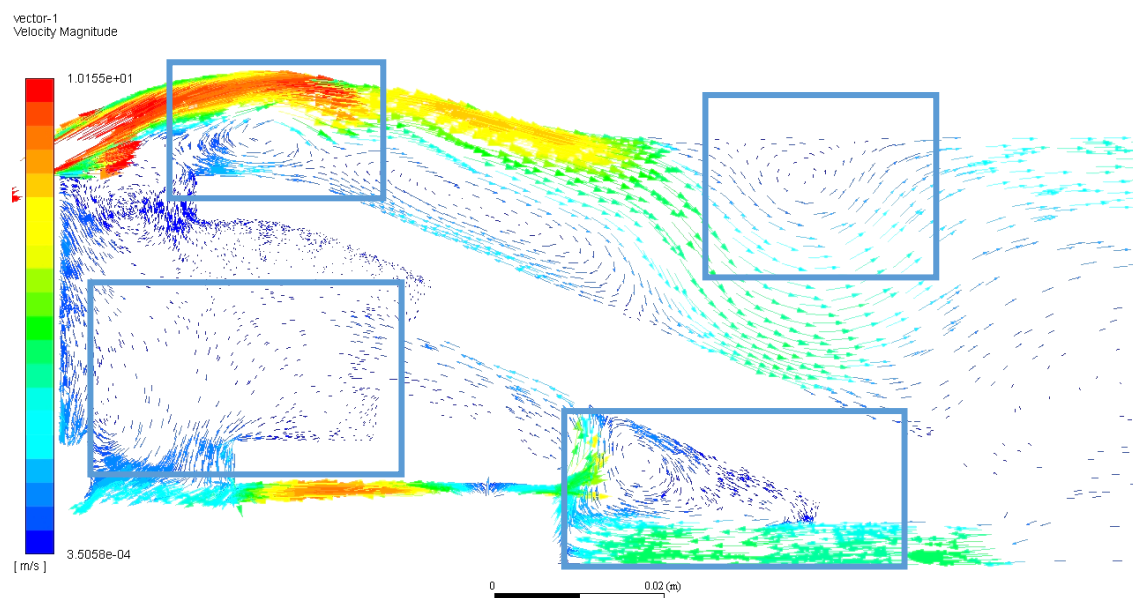 vector-1
Velocity Magnitude
1.0155e+01
3.5058e-04
[ m/s ]
0 0.02 (m)